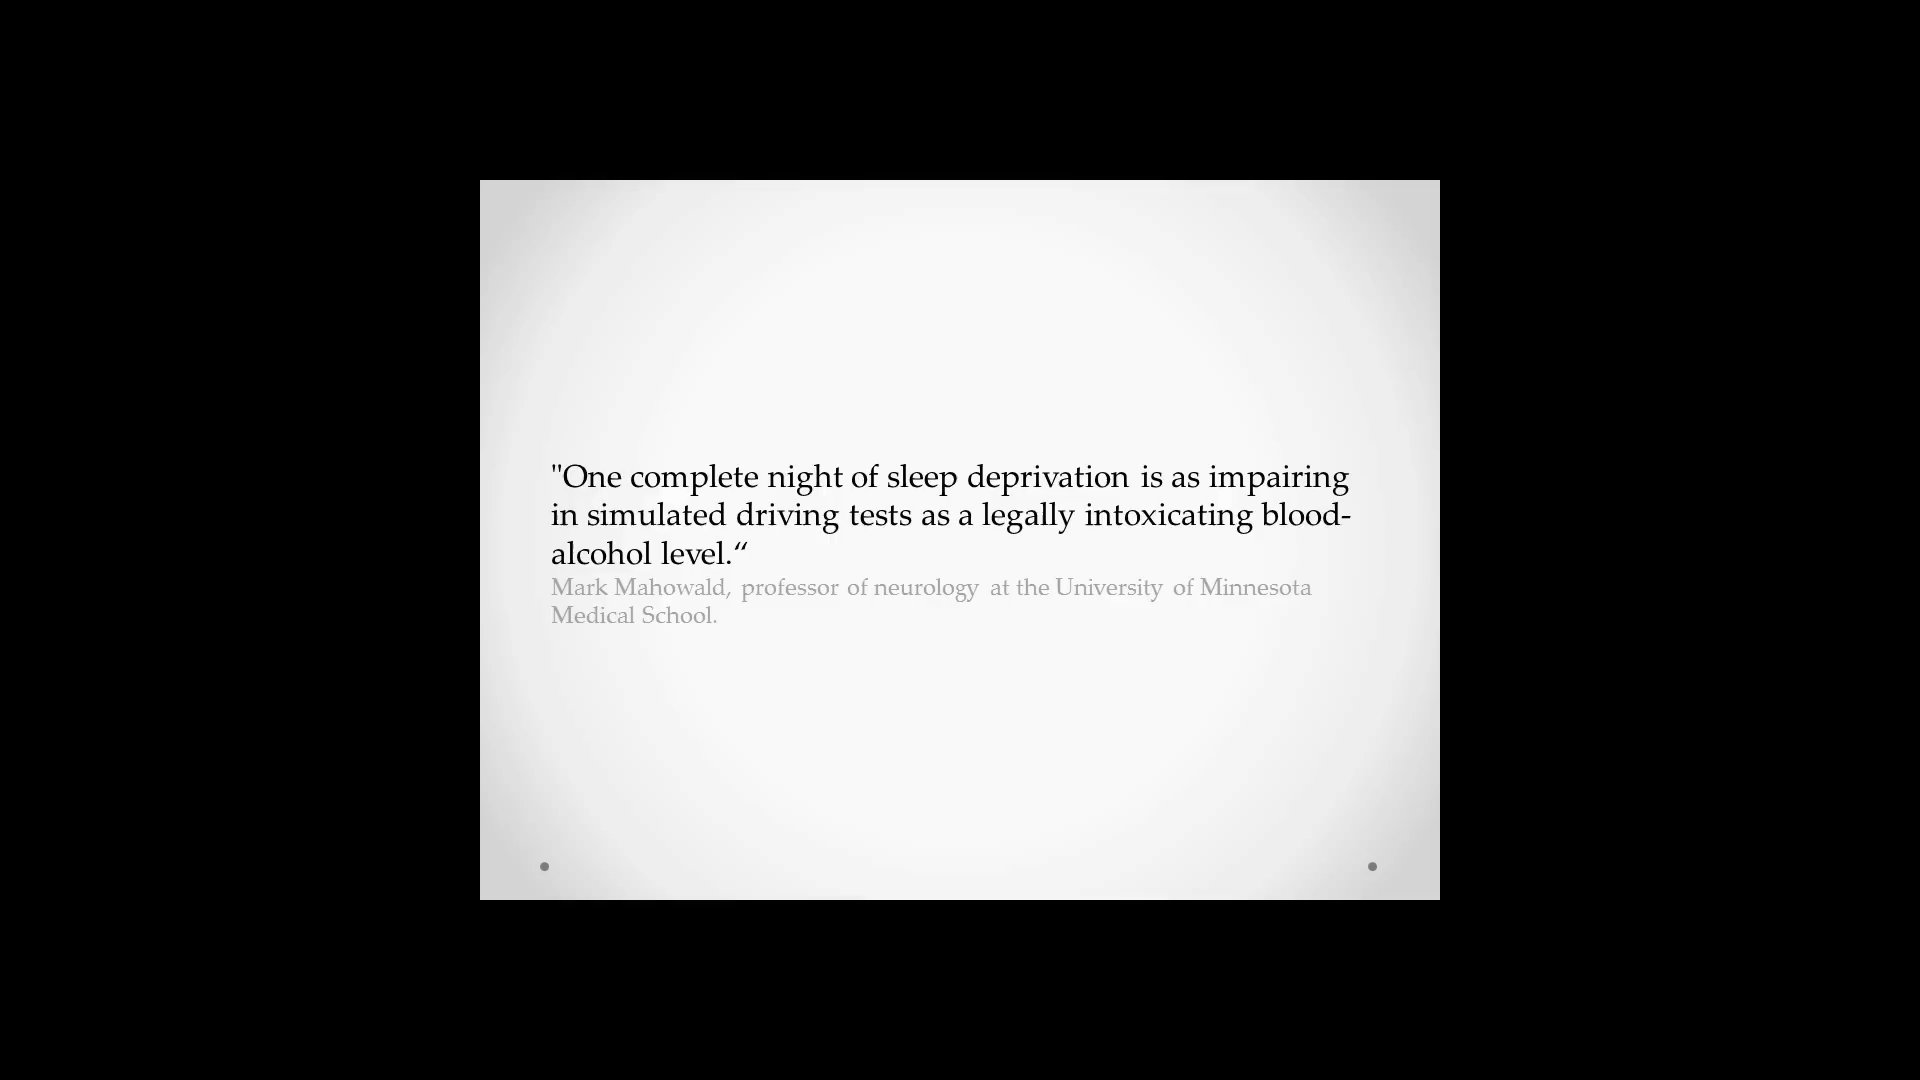 "One complete night of sleep deprivation is as impairing
in simulated driving tests as a legally intoxicating blood-
alcohol level.“
Mark Mahowald, professor of neurology at the University of Minnesota
Medical School.